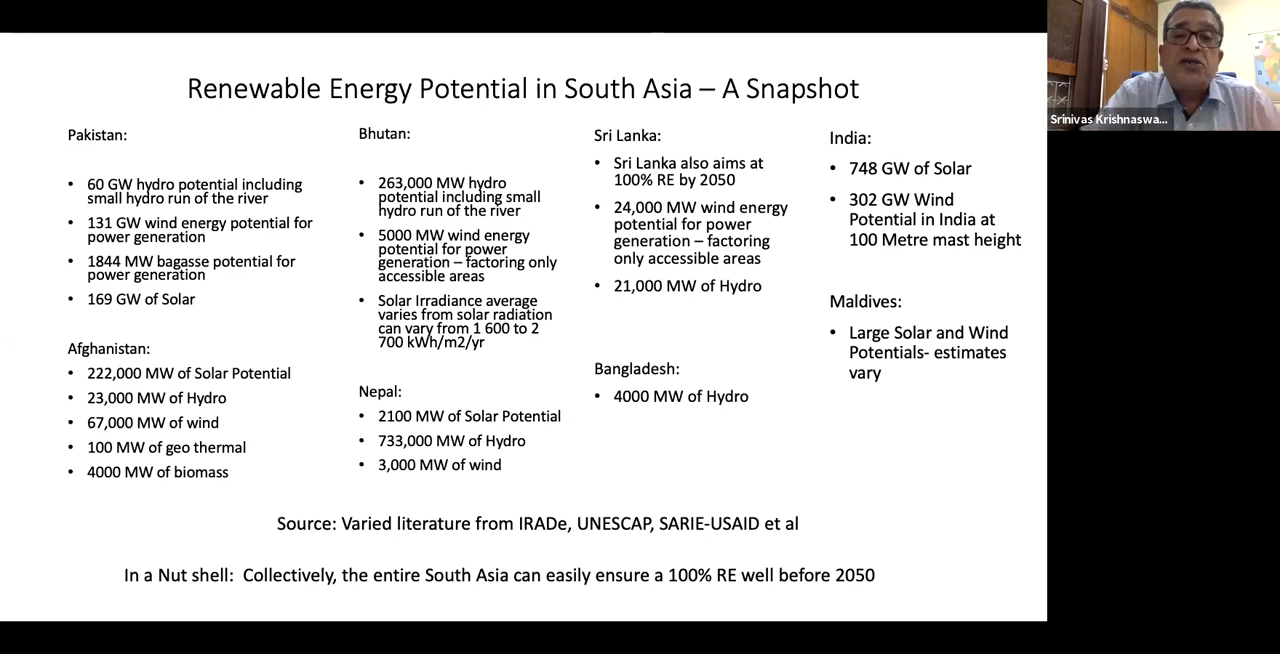 Renewable Energy Potential in South Asia – A Snapshot
Pakistan:
• 60 GW hydro potential including
small hydro run of the river
• 131 GW wind energy potential for
power generation
• 1844 MW bagasse potential for
power generation
• 169 GW of Solar
Afghanistan:
• 222,000 MW of Solar Potential
• 23,000 MW of Hydro
• 67,000 MW of wind
• 100 MW of geo thermal
• 4000 MW of biomass
Bhutan:
• 263,000 MW hydro
potential including small
hydro run of the river
• 5000 MW wind energy
potential for power
generation – factoring only
accessible areas
• Solar Irradiance average
varies from solar radiation
can vary from 1 600 to 2
700 kWh/m2/yr
Nepal:
• 2100 MW of Solar Potential
• 733,000 MW of Hydro
• 3,000 MW of wind
Sri Lanka:
• Sri Lanka also aims at
100% RE by 2050
• 24,000 MW wind energy
potential for power
generation – factoring
only accessible areas
• 21,000 MW of Hydro
Bangladesh:
• 4000 MW of Hydro
India:
• 748 GW of Solar
• 302 GW Wind
Potential in India at
100 Metre mast height
Maldives:
• Large Solar and Wind
Potentials- estimates
vary
Source: Varied literature from IRADe, UNESCAP, SARIE-USAID et al
In a Nut shell: Collectively, the entire South Asia can easily ensure a 100% RE well before 2050
Srinivas Krishnaswa...